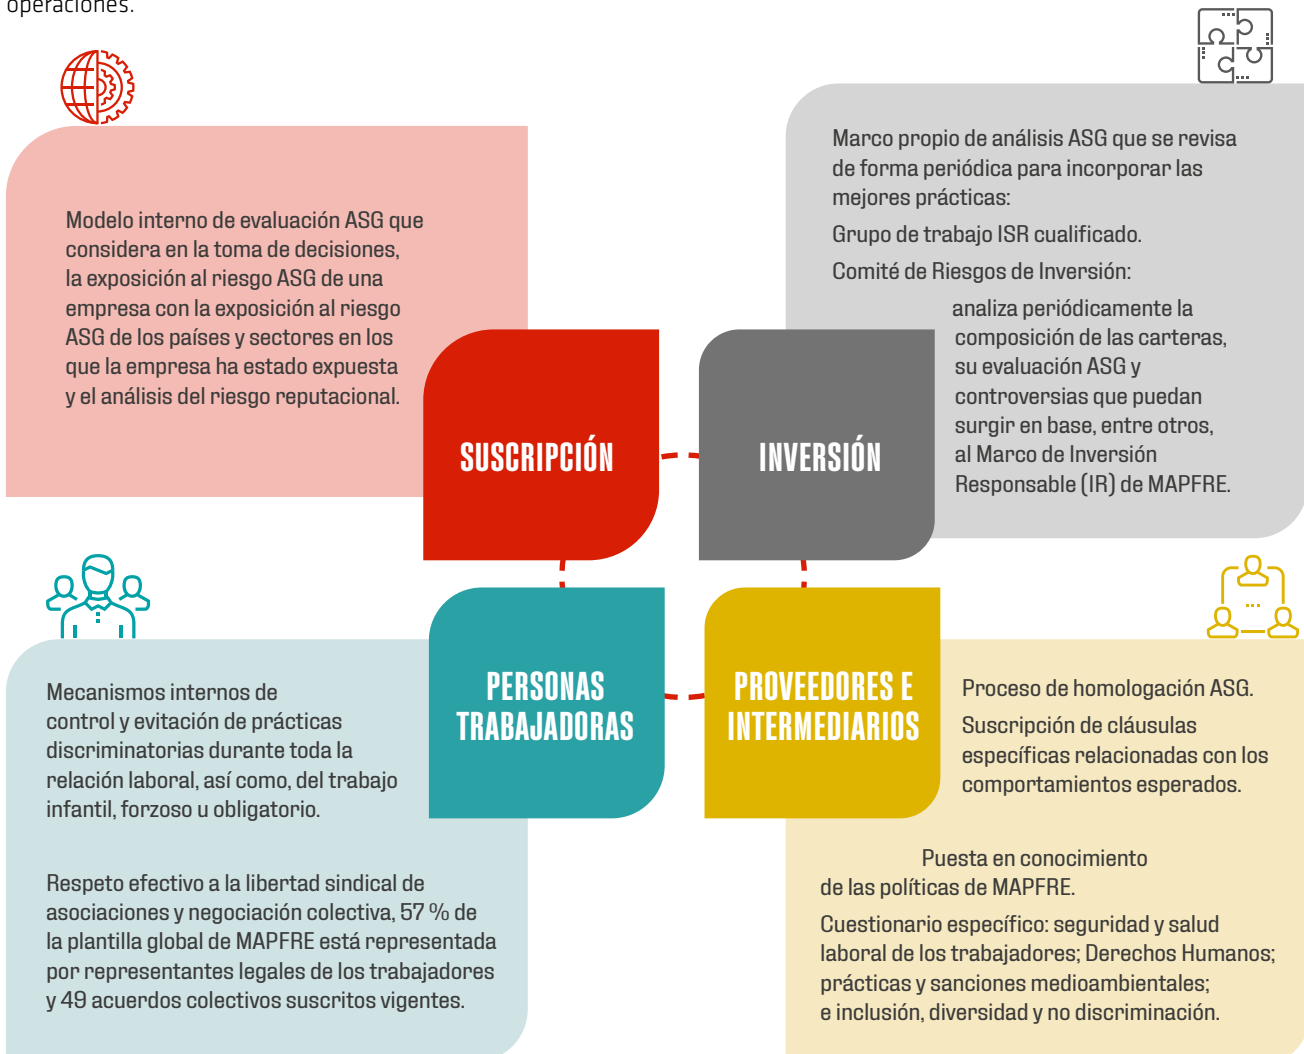 operaciones.
Modelo interno de evaluación ASG que
considera en la toma de decisiones,
la exposición al riesgo ASG de una
empresa con la exposición al riesgo
ASG de los países y sectores en los
que la empresa ha estado expuesta
y el análisis del riesgo reputacional.
Marco propio de análisis ASG que se revisa
de forma periódica para incorporar las
mejores prácticas:
Grupo de trabajo ISR cualificado.
Comité de Riesgos de Inversión:
analiza periódicamente la
composición de las carteras,
su evaluación ASG y
controversias que puedan
surgir en base, entre otros,
al Marco de Inversión
Responsable (IR) de MAPFRE.
SUSCRIPCIÓN
INVERSIÓN
PERSONAS
TRABAJADORAS
PROVEEDORES E
INTERMEDIARIOS
Mecanismos internos de
control y evitación de prácticas
discriminatorias durante toda la
relación laboral, así como, del trabajo
infantil, forzoso u obligatorio.
Respeto efectivo a la libertad sindical de
asociaciones y negociación colectiva, 57 % de
la plantilla global de MAPFRE está representada
por representantes legales de los trabajadores
y 49 acuerdos colectivos suscritos vigentes.
Proceso de homologación ASG.
Suscripción de cláusulas
específicas relacionadas con los
comportamientos esperados.
Puesta en conocimiento
de las políticas de MAPFRE.
Cuestionario específico: seguridad y salud
laboral de los trabajadores; Derechos Humanos;
prácticas y sanciones medioambientales;
e inclusión, diversidad y no discriminación.